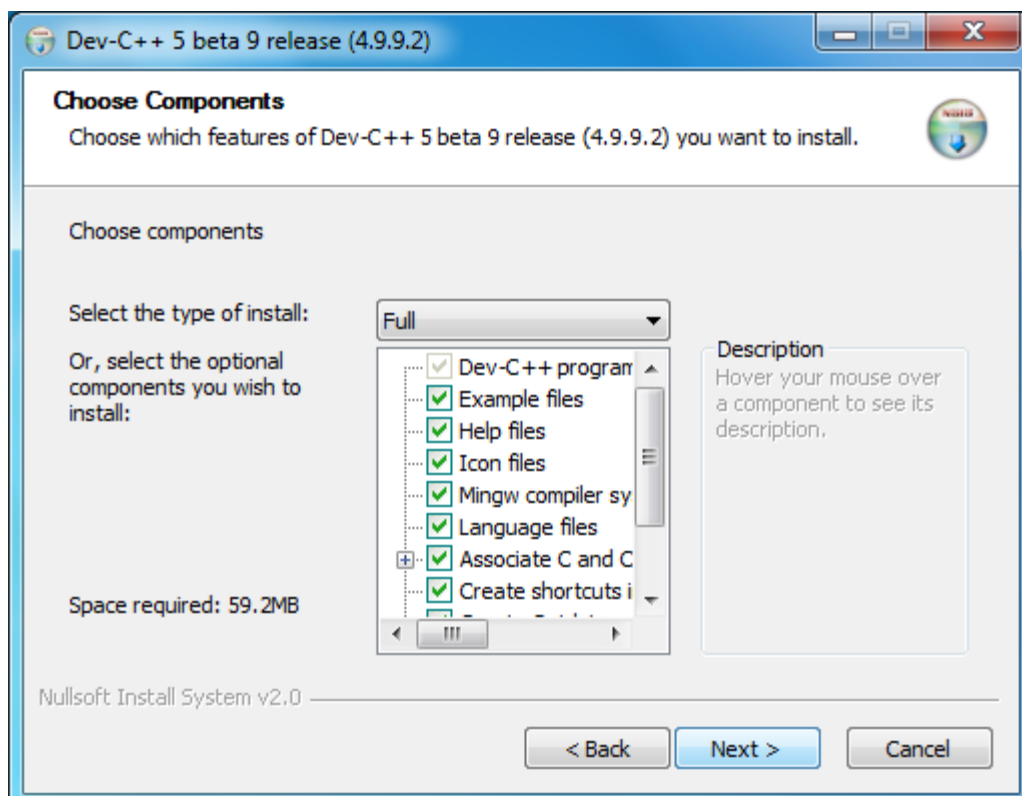 Dev-C++ 5 beta 9 release (4.9.9.2)
Choose Components
Choose which features of Dev-C++ 5 beta 9 release (4.9.9.2) you want to install.
Choose components
Select the type of install:
Full
Or, select the optional
components you wish to
install:
Dev-C++ program
Example files
Help files
Icon files
Mingw compiler sy
Language files
Associate C and C
Create shortcuts i
Description
Hover your mouse over
a component to see its
description.
Space required: 59.2MB
Nullsoft Install System v2.0
< Back
Next >
Cancel